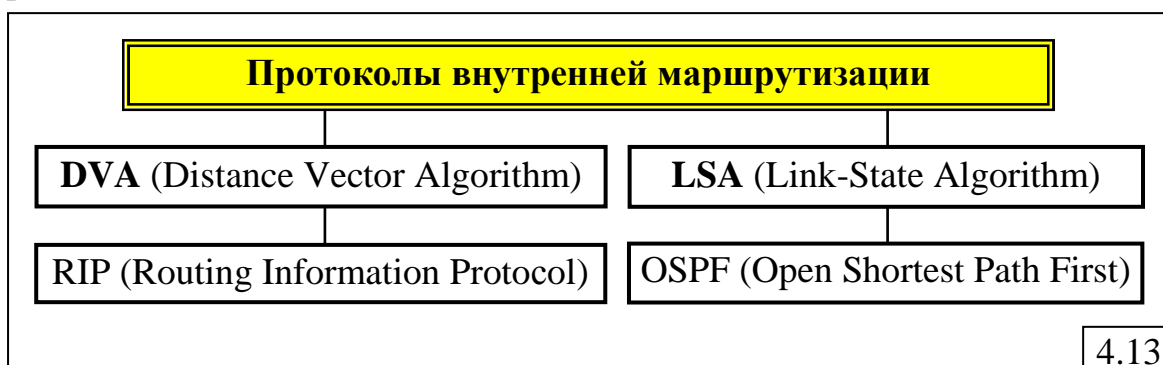 Протоколы внутренней маршрутизации
DVA (Distance Vector Algorithm)
LSA (Link-State Algorithm)
RIP (Routing Information Protocol)
OSPF (Open Shortest Path First)
4.13